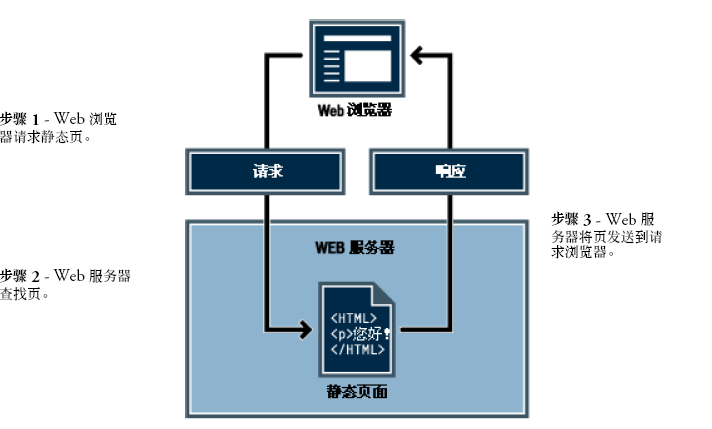 Web 浏览器
步骤 1 - Web 浏览
器请求静态页。
请求
响应
步骤 3 - Web 服
务器将页发送到请
求浏览器。
WEB 服务器
步骤 2 - Web 服务器
查找页。
<HTML>
<p>您好!
</HTML>
静态页面